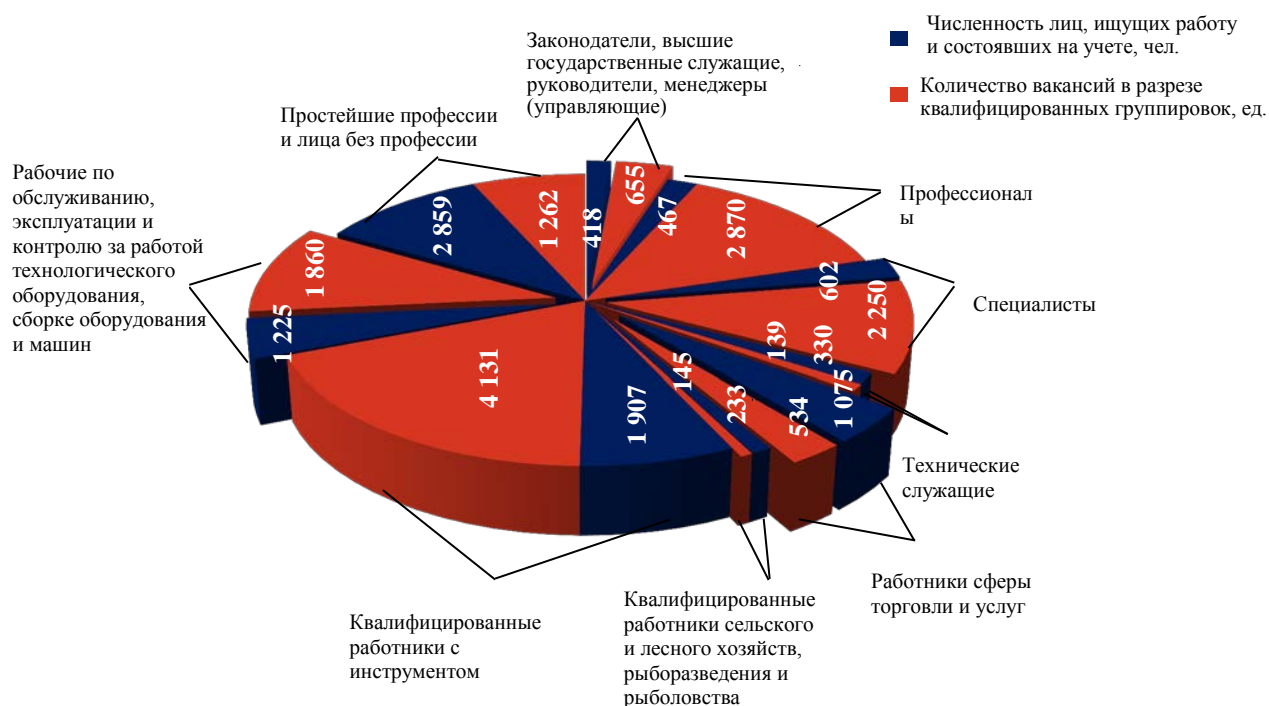 Законодатели, высшие
государственные служащие,
руководители, менеджеры
(управляющие)
Численность лиц, ищущих работу
и состоявших на учете, чел.
Количество вакансий в разрезе
квалифицированных группировок, ед.
Простейшие профессии
и лица без профессии
Рабочие по
обслуживанию,
эксплуатации и
контролю за работой
технологического
оборудования,
сборке оборудования
и машин
Профессионал
ы
Специалисты
Технические
служащие
Работники сферы
торговли и услуг
Квалифицированные
работники сельского
и лесного хозяйств,
рыборазведения и
рыболовства
Квалифицированные
работники с
инструментом
418
655
467
2 870
602
2 250
330
139
1 075
534
233
145
1 907
4 131
1 225
1 860
2 859
1 262